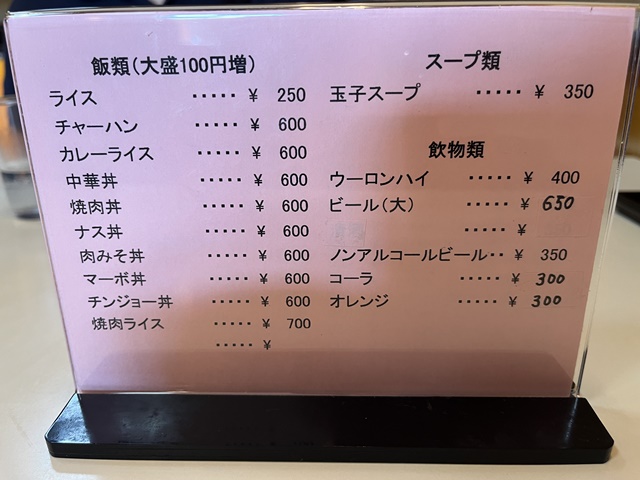 飯類(大盛100円増)
ライス ····· ¥ 250
チャーハン ····· ¥ 600
カレーライス ····· ¥ 600
中華丼 ····· ¥ 600
焼肉丼 ····· ¥ 600
ナス丼 ····· ¥ 600
肉みそ丼 ····· ¥ 600
マーボ丼 ····· ¥ 600
チンジョー丼 ····· ¥ 600
焼肉ライス ····· ¥ 700
····· ¥
スープ類
玉子スープ ····· ¥ 350
飲物類
ウーロンハイ ····· ¥ 400
ビール(大) ····· ¥ 650
····· ¥
ノンアルコールビール·· ¥ 350
コーラ ····· ¥ 300
オレンジ ····· ¥ 300